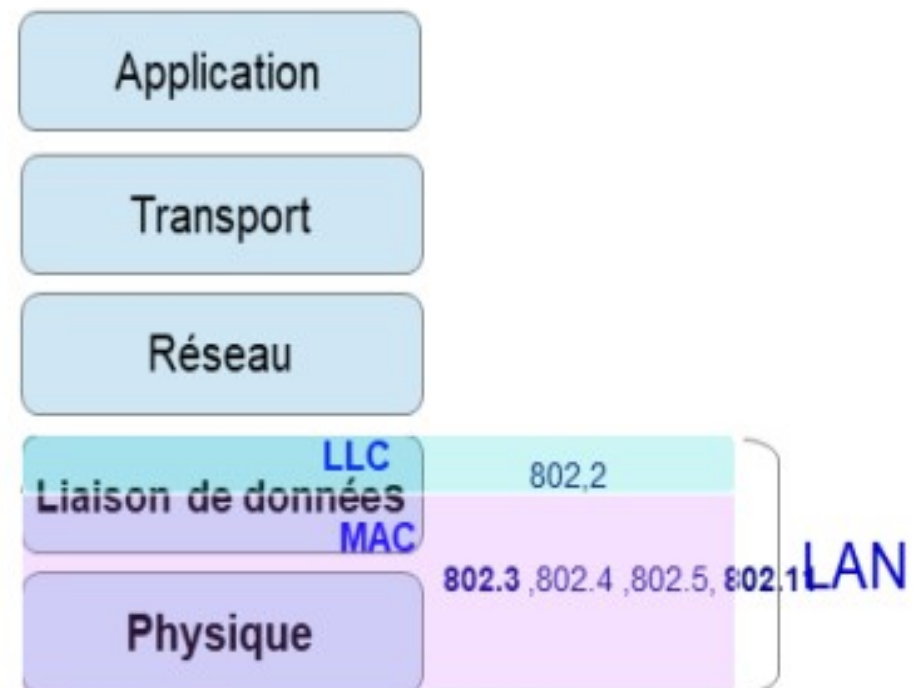 Application
Transport
Réseau
LLC
802,2
Liaison de données
MAC
802.3 ,802.4 ,802.5, 802.11
LAN
Physique